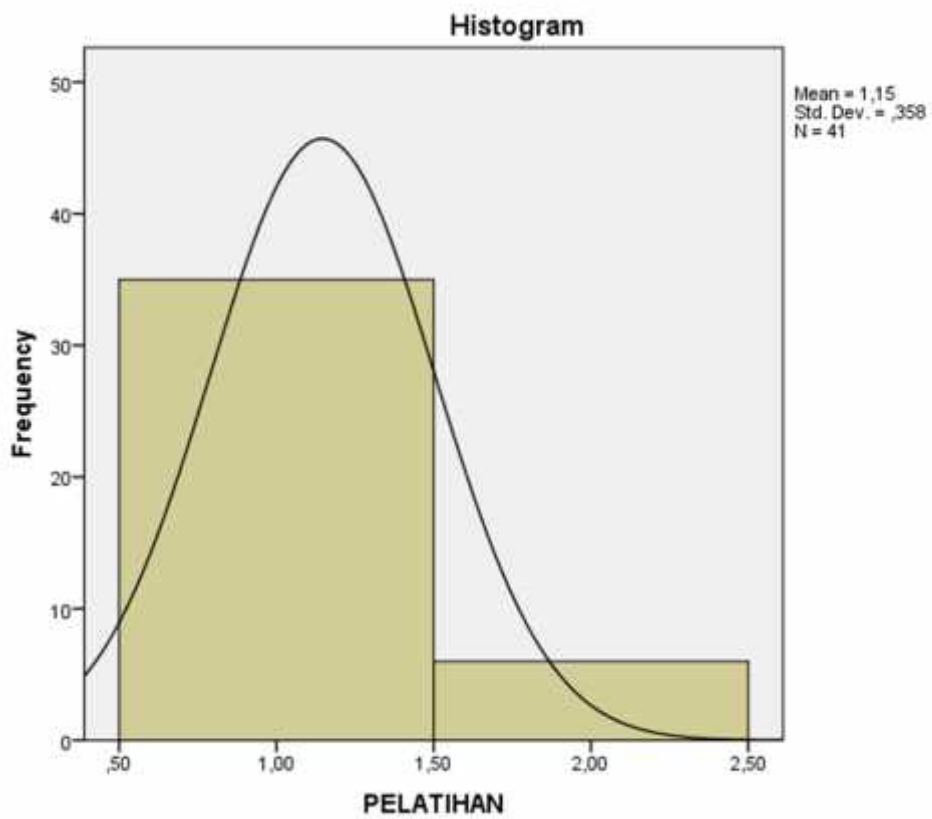 Histogram
Mean = 1,15
Std. Dev. = ,358
N = 41
Frequency
50
40
30
20
10
0
,50
1,00
1,50
2,00
2,50
PELATIHAN